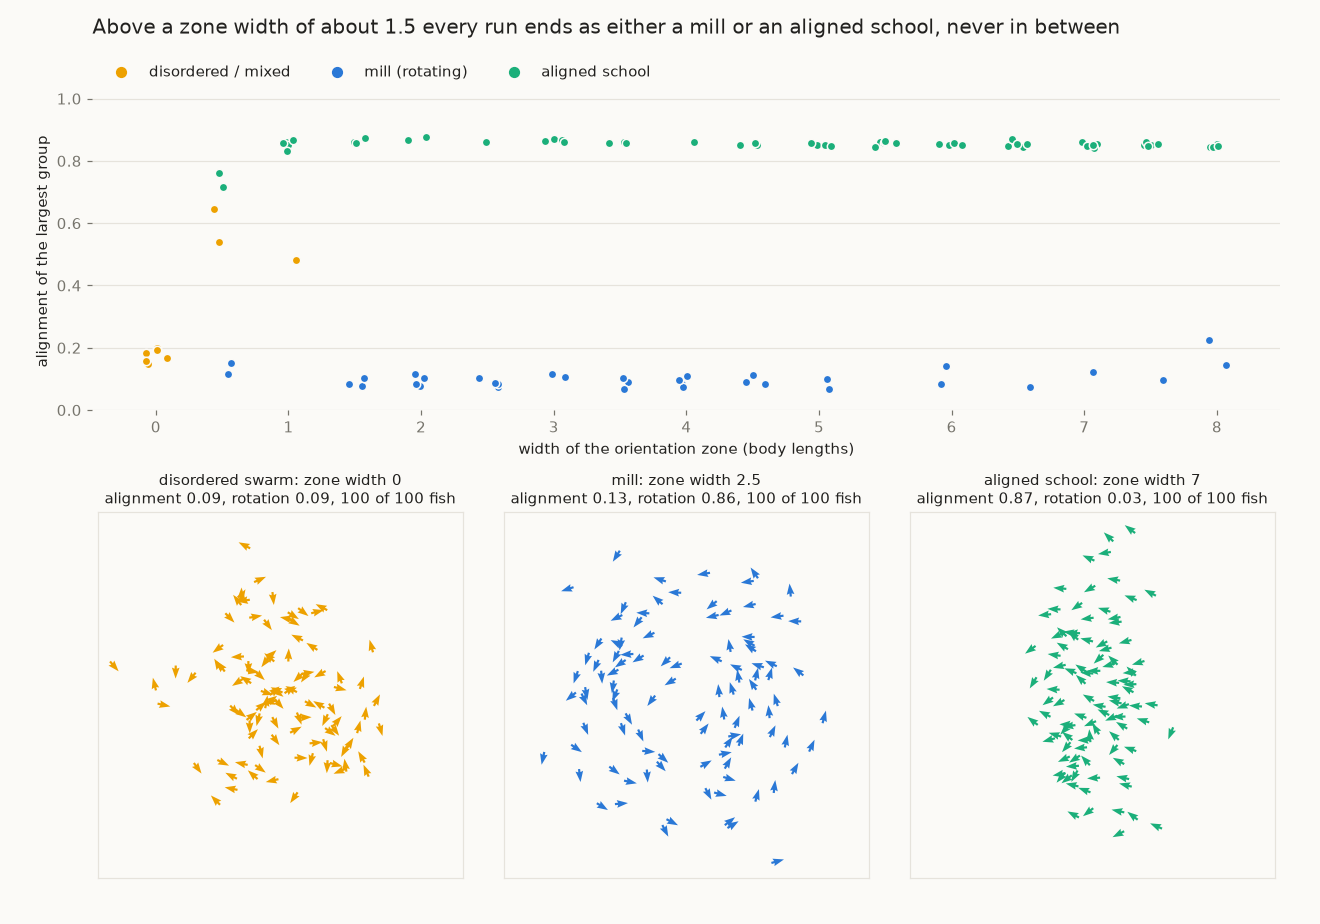 Above a zone width of about 1.5 every run ends as either a mill or an aligned school, never in between
disordered / mixed
mill (rotating)
aligned school
alignment of the largest group
1.0
0.8
0.6
0.4
0.2
0.0
0 1 2 3 4 5 6 7 8
width of the orientation zone (body lengths)
disordered swarm: zone width 0
alignment 0.09, rotation 0.09, 100 of 100 fish
mill: zone width 2.5
alignment 0.13, rotation 0.86, 100 of 100 fish
aligned school: zone width 7
alignment 0.87, rotation 0.03, 100 of 100 fish